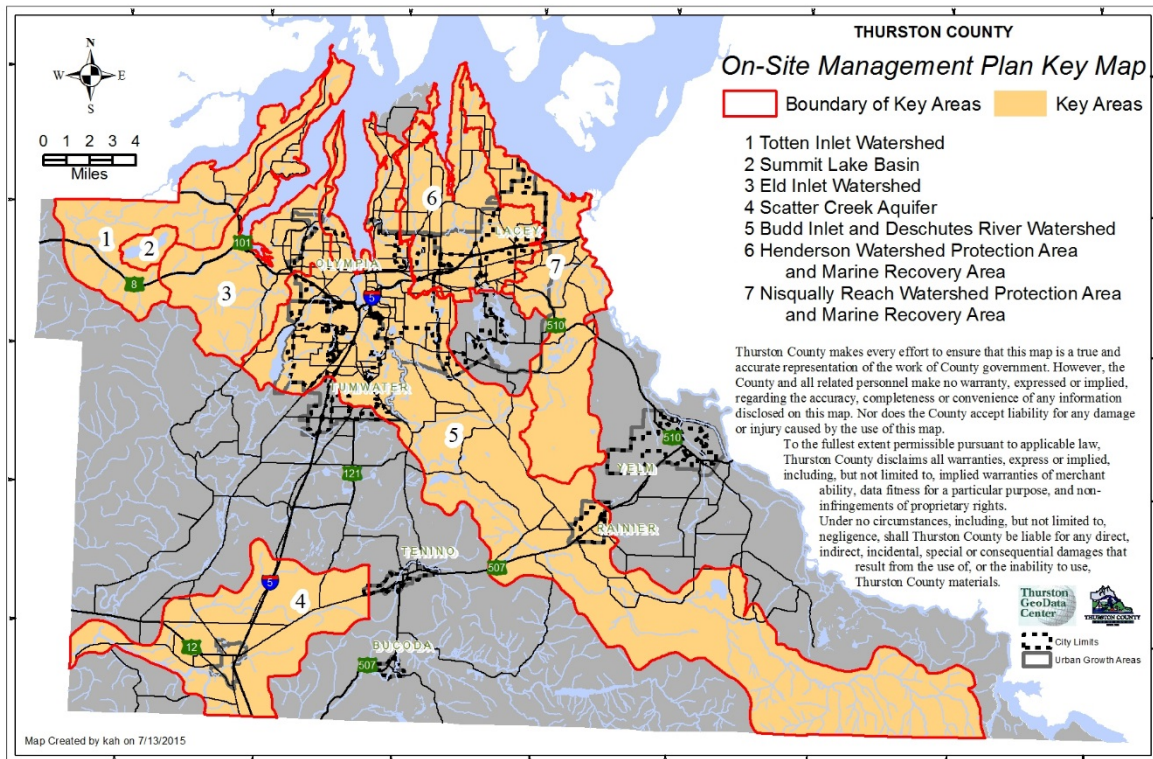 THURSTON COUNTY
On-Site Management Plan Key Map
Boundary of Key Areas
Key Areas
1 Totten Inlet Watershed
2 Summit Lake Basin
3 Eld Inlet Watershed
4 Scatter Creek Aquifer
5 Budd Inlet and Deschutes River Watershed
6 Henderson Watershed Protection Area
and Marine Recovery Area
7 Nisqually Reach Watershed Protection Area
and Marine Recovery Area
Thurston County makes every effort to ensure that this map is a true and
accurate representation of the work of County government. However, the
County and all related personnel make no warranty, expressed or implied,
regarding the accuracy, completeness or convenience of any information
disclosed on this map. Nor does the County accept liability for any damage
or injury caused by the use of this map.
To the fullest extent permissible pursuant to applicable law,
Thurston County disclaims all warranties, express or implied,
including, but not limited to, implied warranties of merchant
ability, data fitness for a particular purpose, and non-
infringements of proprietary rights.
Under no circumstances, including, but not limited to,
negligence, shall Thurston County be liable for any direct,
indirect, incidental, special or consequential damages that
result from the use of, or the inability to use,
Thurston County materials.
Thurston
GeoData
Center
THURSTON COUNTY
City Limits
Urban Growth Areas
N
W
E
S
0 1 2 3 4
Miles
1
2
3
4
5
6
7
101
8
5
510
510
121
507
5
12
507
OLYMPIA
LACEY
TUMWATER
YELM
RAINIER
TENINO
BUCODA
Map Created by kah on 7/13/2015